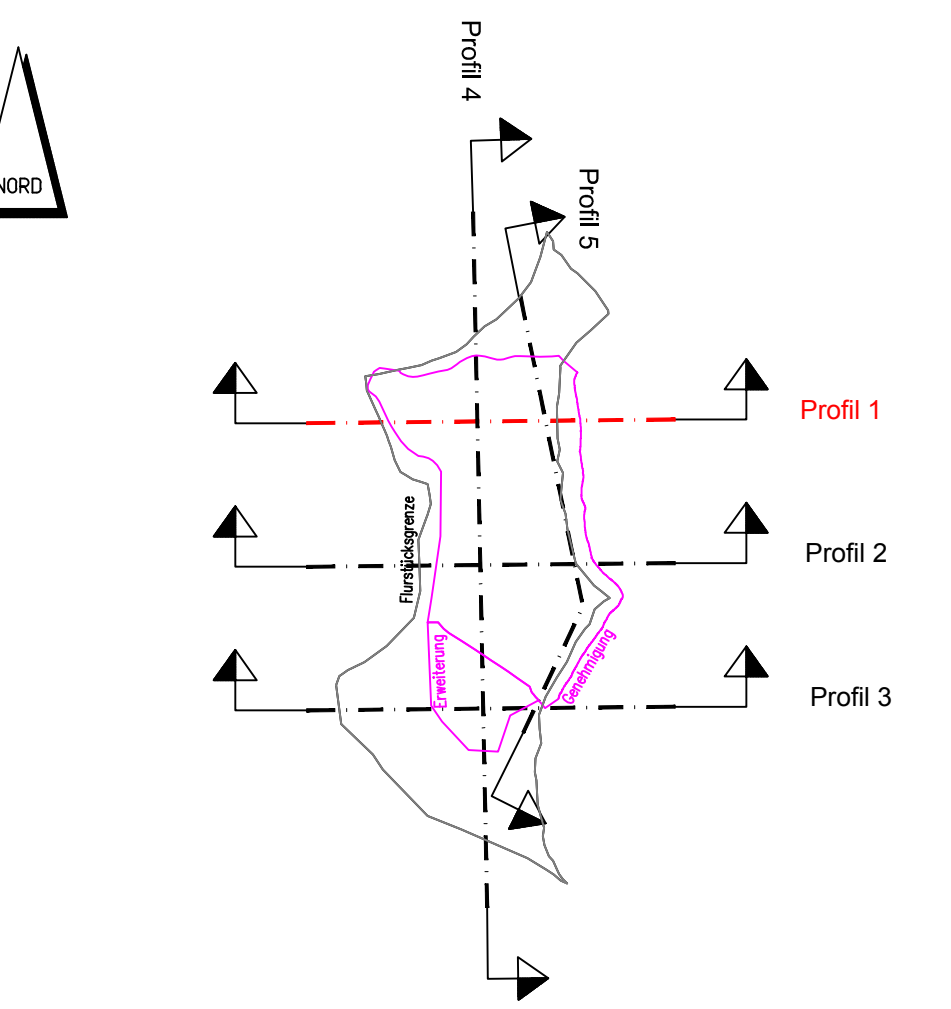 Profil 4
Profil 5
NORD
Profil 1
Flurstücksgrenze
Profil 2
Erweiterung
Genehmigung
Profil 3